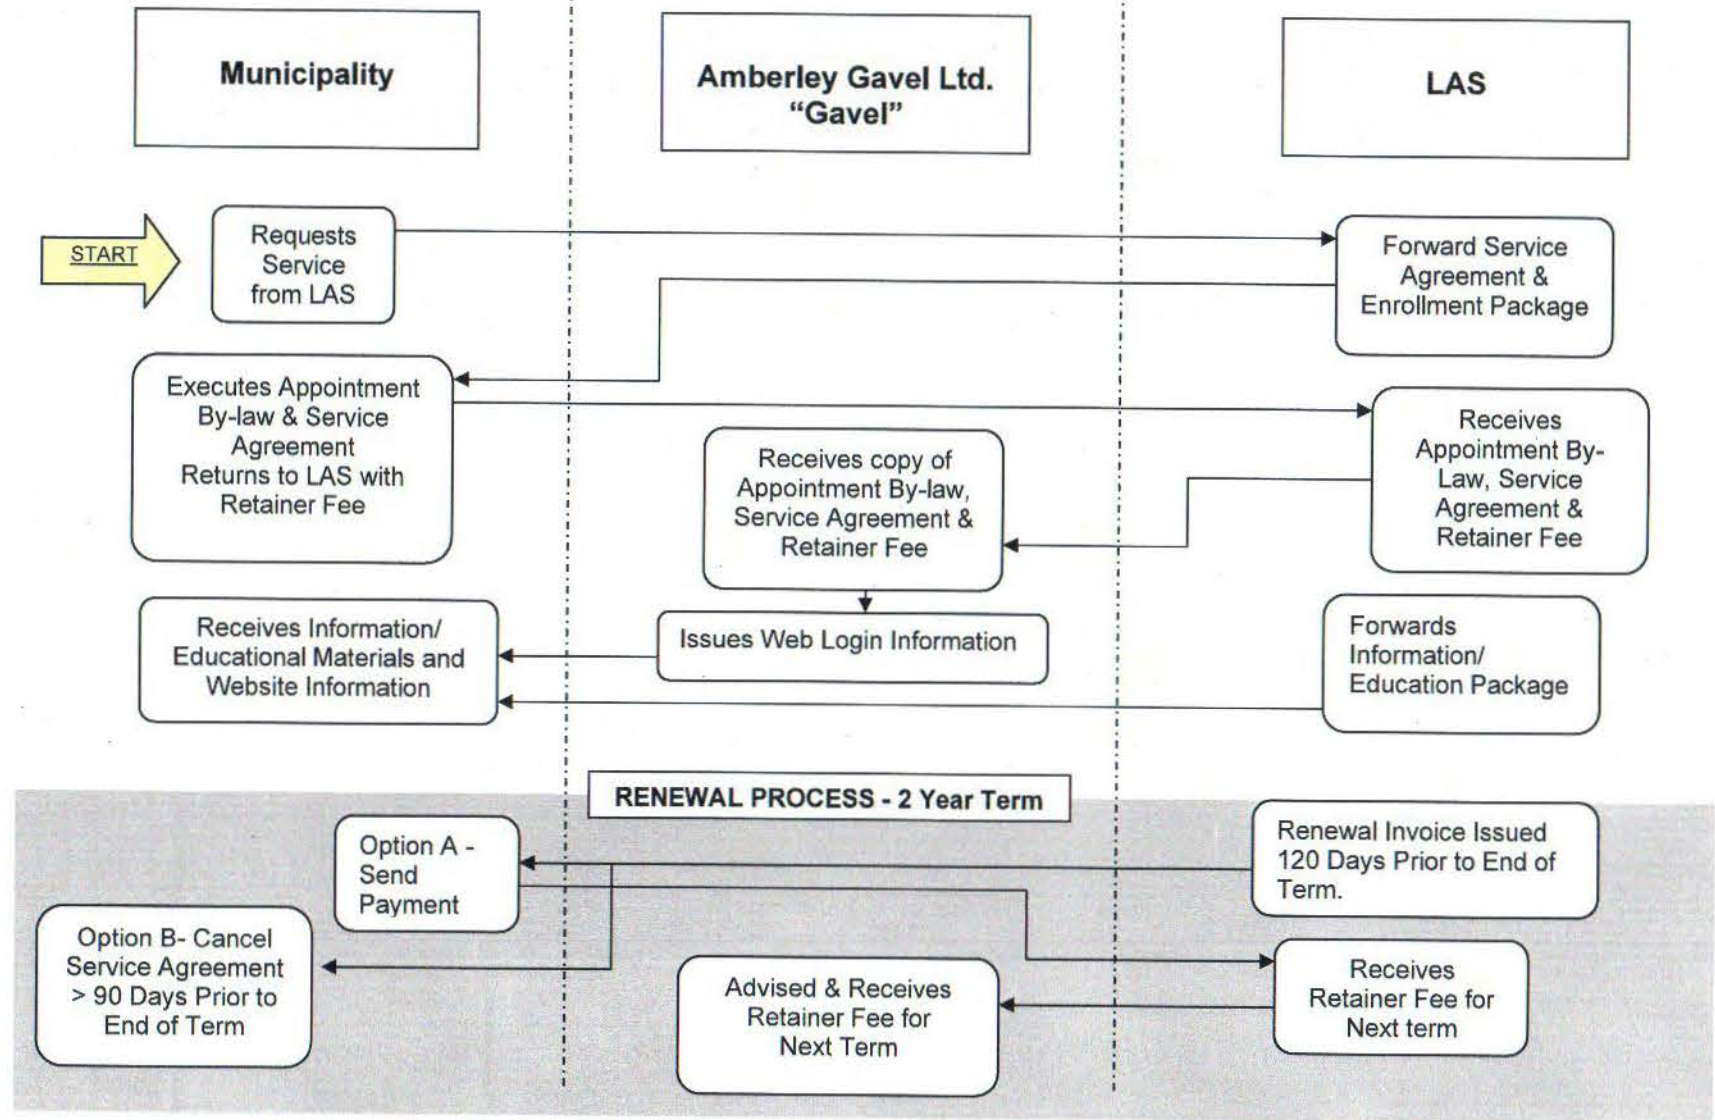 Municipality
Amberley Gavel Ltd.
“Gavel”
LAS
START
Requests
Service
from LAS
Forward Service
Agreement &
Enrollment Package
Executes Appointment
By-law & Service
Agreement
Returns to LAS with
Retainer Fee
Receives copy of
Appointment By-law,
Service Agreement &
Retainer Fee
Receives
Appointment By-
Law, Service
Agreement &
Retainer Fee
Receives Information/
Educational Materials and
Website Information
Issues Web Login Information
Forwards
Information/
Education Package
RENEWAL PROCESS - 2 Year Term
Option A -
Send
Payment
Renewal Invoice Issued
120 Days Prior to End of
Term.
Option B- Cancel
Service Agreement
> 90 Days Prior to
End of Term
Advised & Receives
Retainer Fee for
Next Term
Receives
Retainer Fee for
Next term